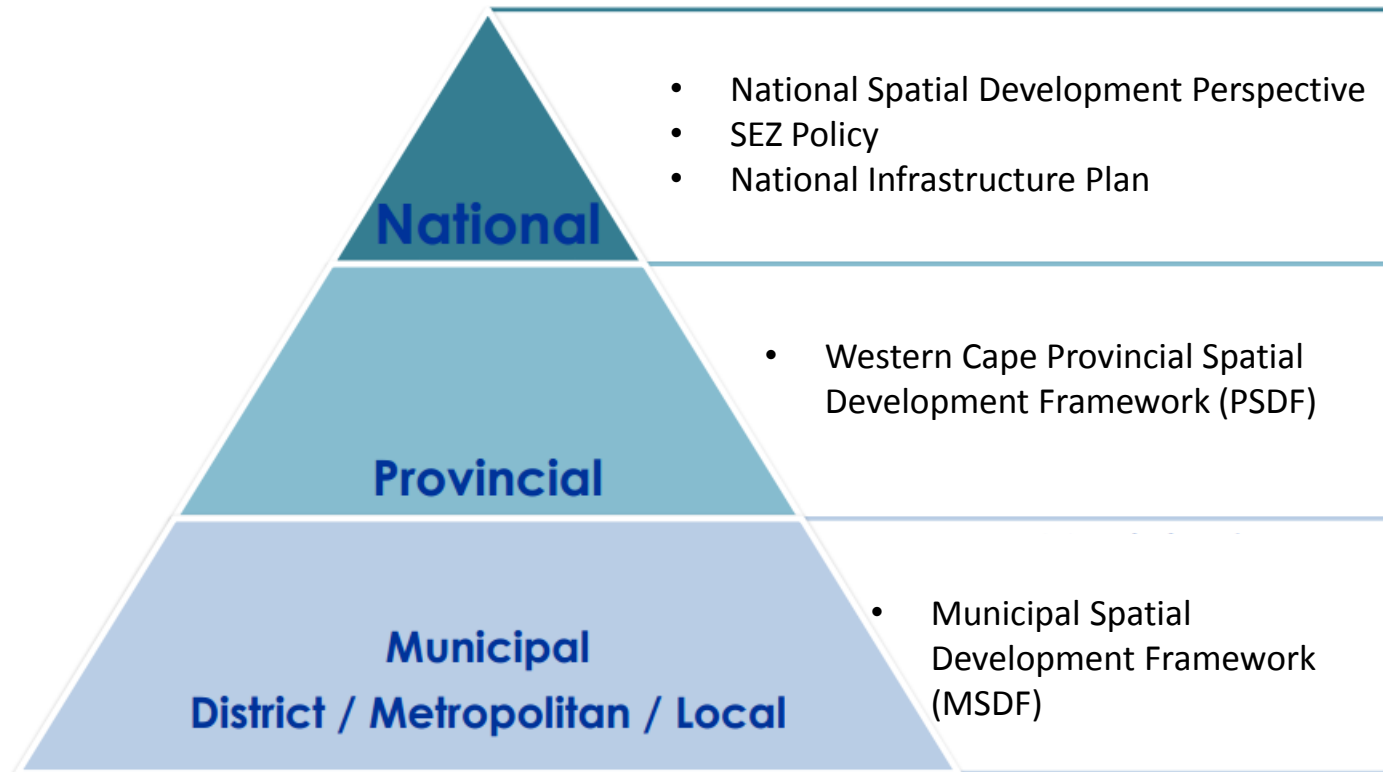 • National Spatial Development Perspective
• SEZ Policy
• National Infrastructure Plan
National
• Western Cape Provincial Spatial
Development Framework (PSDF)
Provincial
• Municipal Spatial
Development Framework
(MSDF)
Municipal
District / Metropolitan / Local